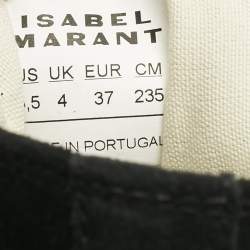 ISABEL
MARANT
US UK EUR CM
,5 4 37 235
IN PORTUGAL